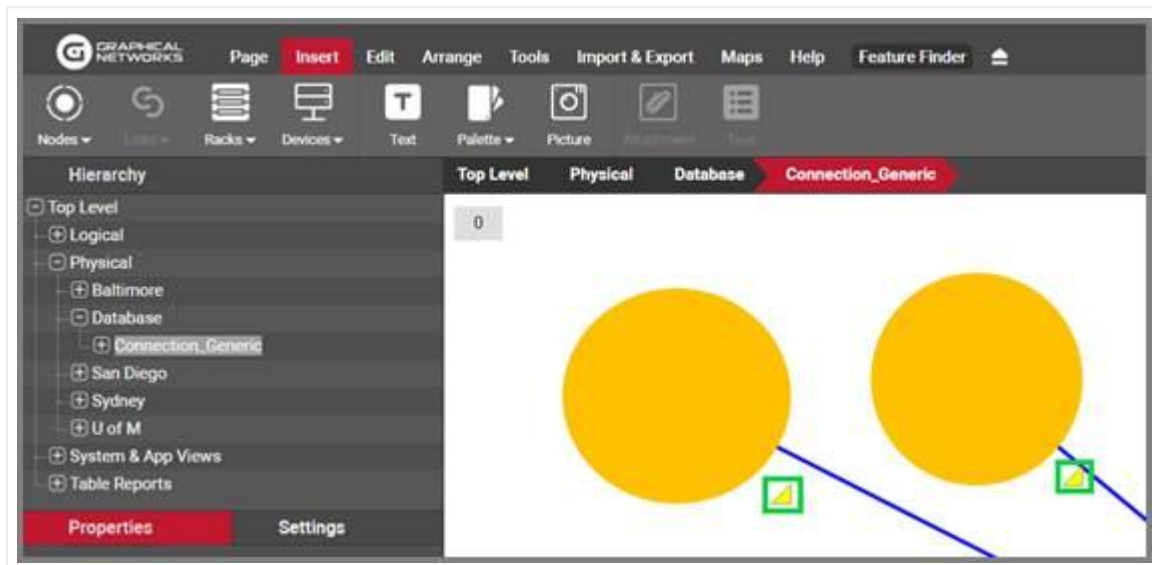 GRAPHICAL
NETWORKS
Page Insert Edit Arrange Tools Import & Export Maps Help Feature Finder
Nodes Links Racks Devices Text Palette Picture Attachment
Hierarchy
Top Level Physical Database Connection_Generic
Top Level
0
Logical
Physical
Baltimore
Database
Connection_Generic
San Diego
Sydney
U of M
System & App Views
Table Reports
Properties Settings